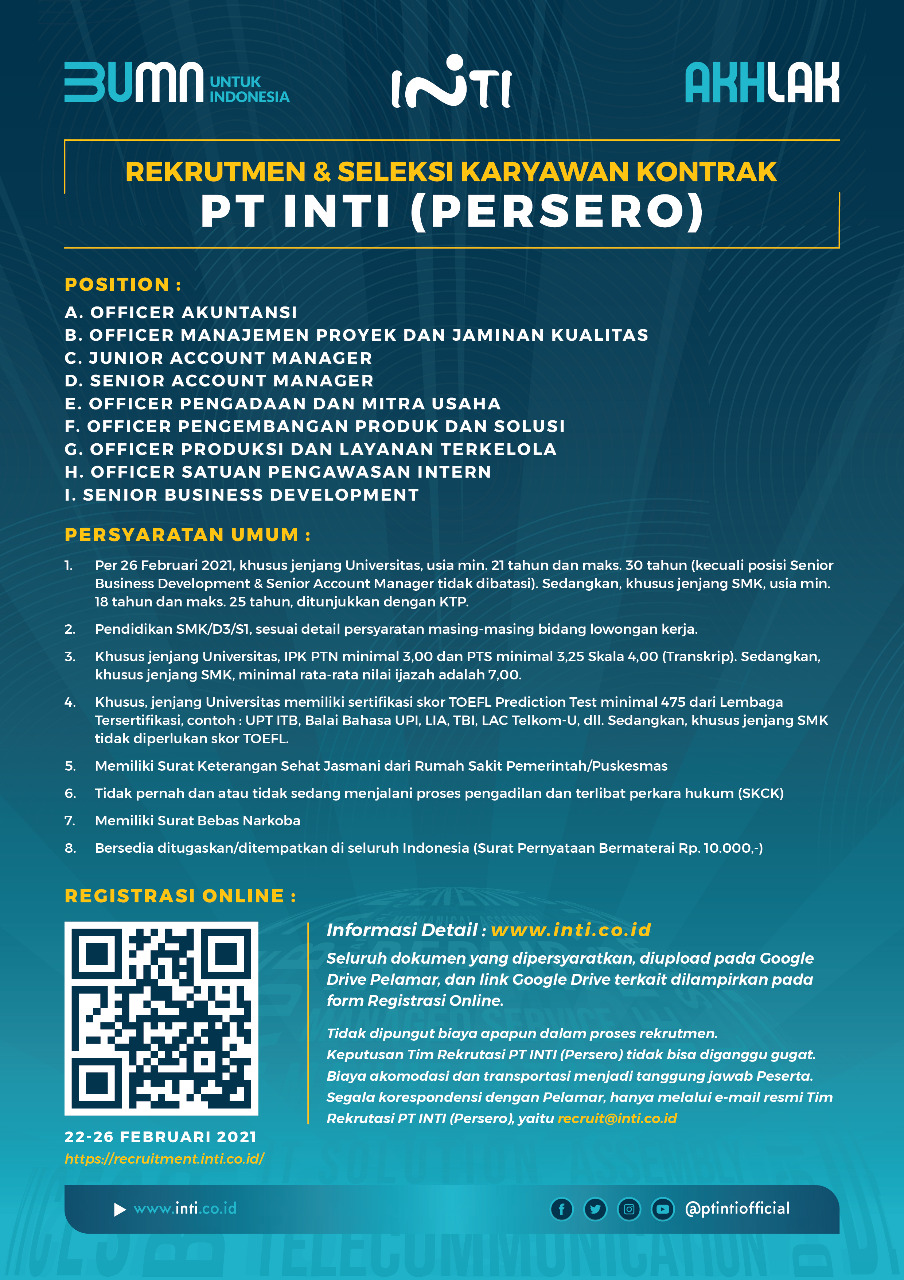 BUMN UNTUK INDONESIA
INTI
AKHLAK
REKRUTMEN & SELEKSI KARYAWAN KONTRAK
PT INTI (PERSERO)
POSITION :
A. OFFICER AKUNTANSI
B. OFFICER MANAJEMEN PROYEK DAN JAMINAN KUALITAS
C. JUNIOR ACCOUNT MANAGER
D. SENIOR ACCOUNT MANAGER
E. OFFICER PENGADAAN DAN MITRA USAHA
F. OFFICER PENGEMBANGAN PRODUK DAN SOLUSI
G. OFFICER PRODUKSI DAN LAYANAN TERKELOLA
H. OFFICER SATUAN PENGAWASAN INTERN
I. SENIOR BUSINESS DEVELOPMENT
PERSYARATAN UMUM :
1. Per 26 Februari 2021, khusus jenjang Universitas, usia min. 21 tahun dan maks. 30 tahun (kecuali posisi Senior
Business Development & Senior Account Manager tidak dibatasi). Sedangkan, khusus jenjang SMK, usia min.
18 tahun dan maks. 25 tahun, ditunjukkan dengan KTP.
2. Pendidikan SMK/D3/S1, sesuai detail persyaratan masing-masing bidang lowongan kerja.
3. Khusus jenjang Universitas, IPK PTN minimal 3,00 dan PTS minimal 3,25 Skala 4,00 (Transkrip). Sedangkan,
khusus jenjang SMK, minimal rata-rata nilai ijazah adalah 7,00.
4. Khusus, jenjang Universitas memiliki sertifikasi skor TOEFL Prediction Test minimal 475 dari Lembaga
Tersertifikasi, contoh : UPT ITB, Balai Bahasa UPI, LIA, TBI, LAC Telkom-U, dll. Sedangkan, khusus jenjang SMK
tidak diperlukan skor TOEFL.
5. Memiliki Surat Keterangan Sehat Jasmani dari Rumah Sakit Pemerintah/Puskesmas
6. Tidak pernah dan atau tidak sedang menjalani proses pengadilan dan terlibat perkara hukum (SKCK)
7. Memiliki Surat Bebas Narkoba
8. Bersedia ditugaskan/ditempatkan di seluruh Indonesia (Surat Pernyataan Bermaterai Rp. 10.000,-)
REGISTRASI ONLINE :
22-26 FEBRUARI 2021
https://recruitment.inti.co.id/
Informasi Detail : www.inti.co.id
Seluruh dokumen yang dipersyaratkan, diupload pada Google
Drive Pelamar, dan link Google Drive terkait dilampirkan pada
form Registrasi Online.
Tidak dipungut biaya apapun dalam proses rekrutmen.
Keputusan Tim Rekrutasi PT INTI (Persero) tidak bisa diganggu gugat.
Biaya akomodasi dan transportasi menjadi tanggung jawab Peserta.
Segala korespondensi dengan Pelamar, hanya melalui e-mail resmi Tim
Rekrutasi PT INTI (Persero), yaitu recruit@inti.co.id
www.inti.co.id
@ptintiofficial
TELECOMMUNICATION